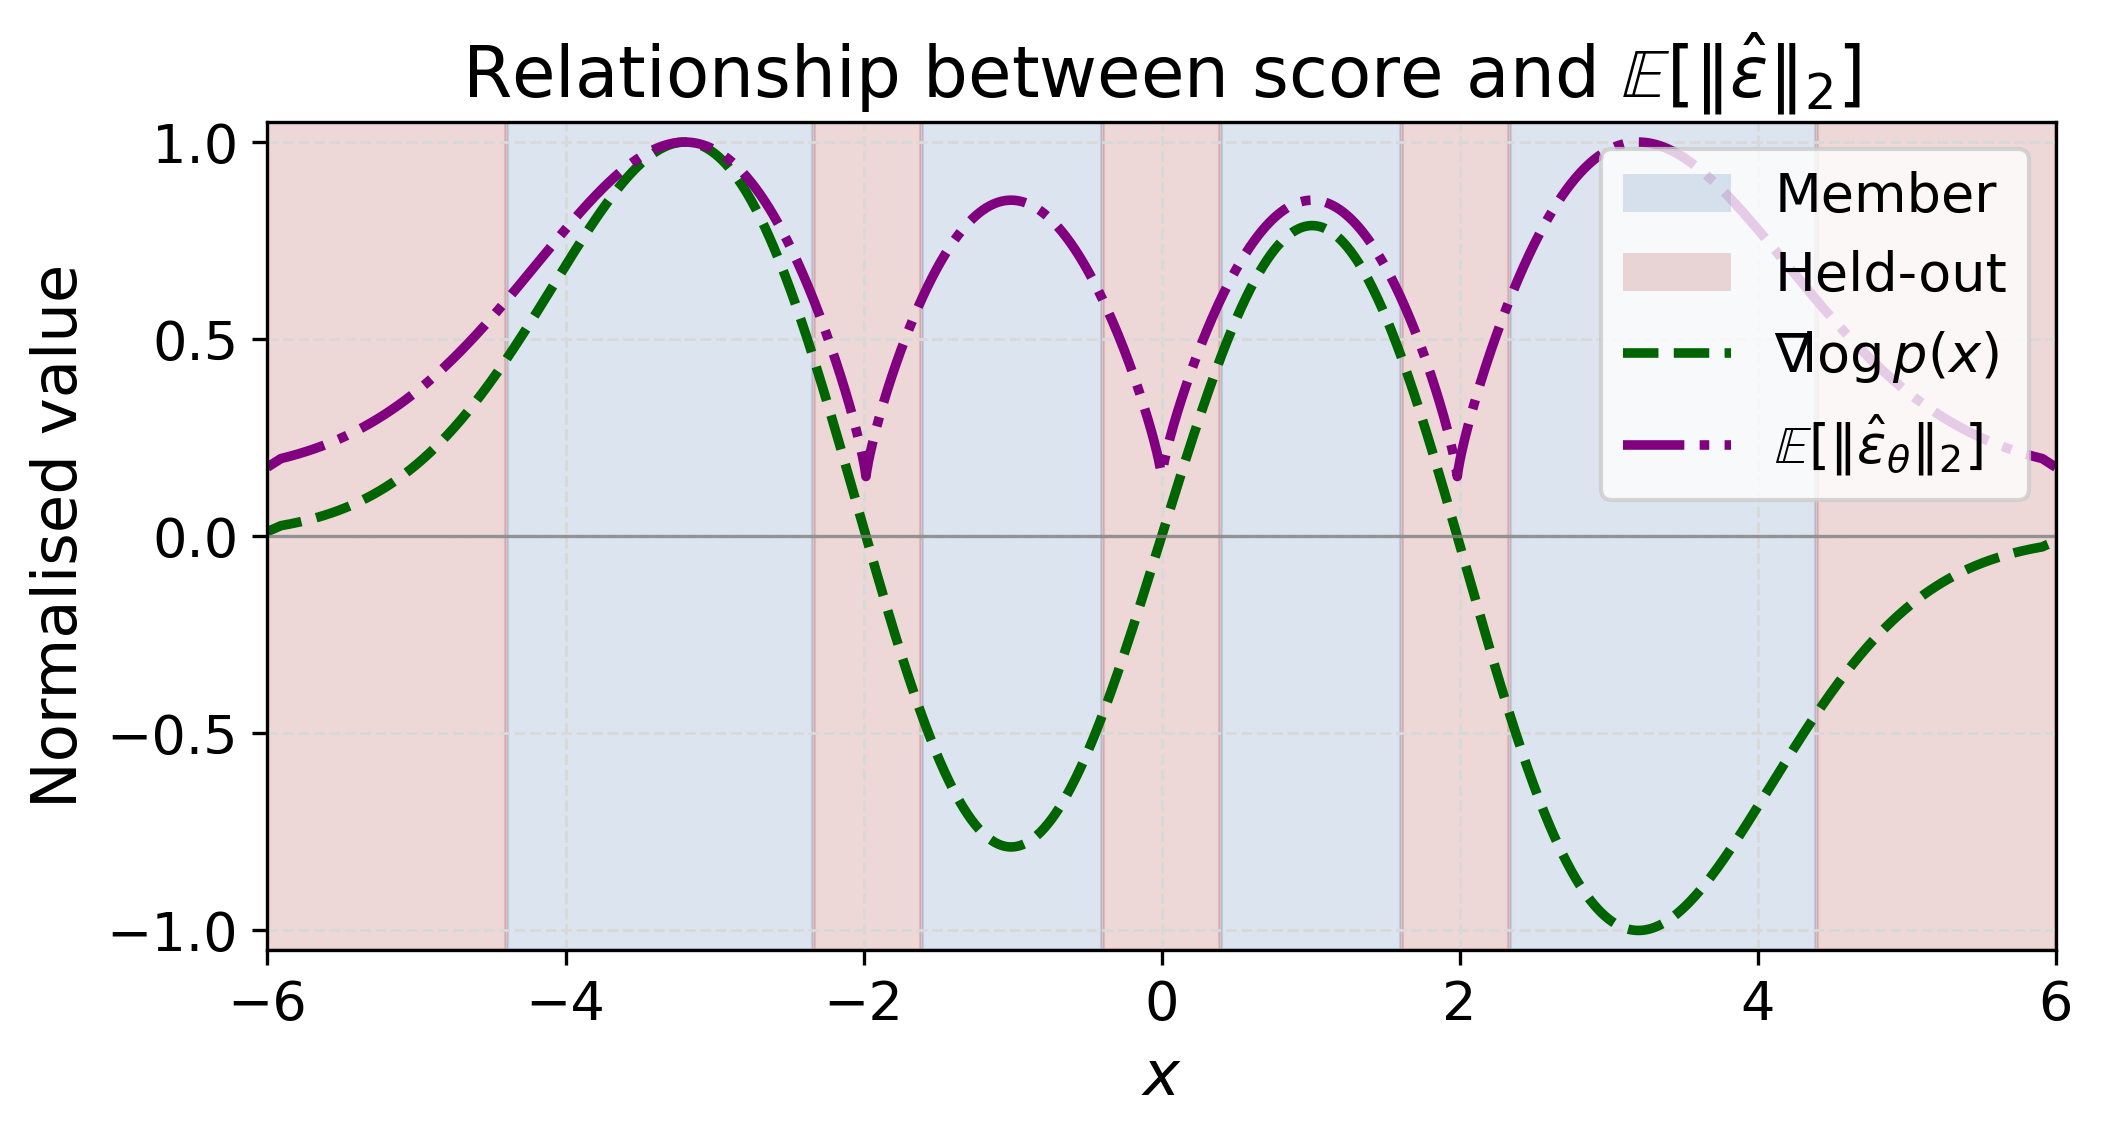 Relationship between score and 𝔼[‖ε̂‖₂]
Normalised value
1.0
0.5
0.0
−0.5
−1.0
Member
Held-out
∇log p(x)
𝔼[‖ε̂_θ‖₂]
−6 −4 −2 0 2 4 6
x